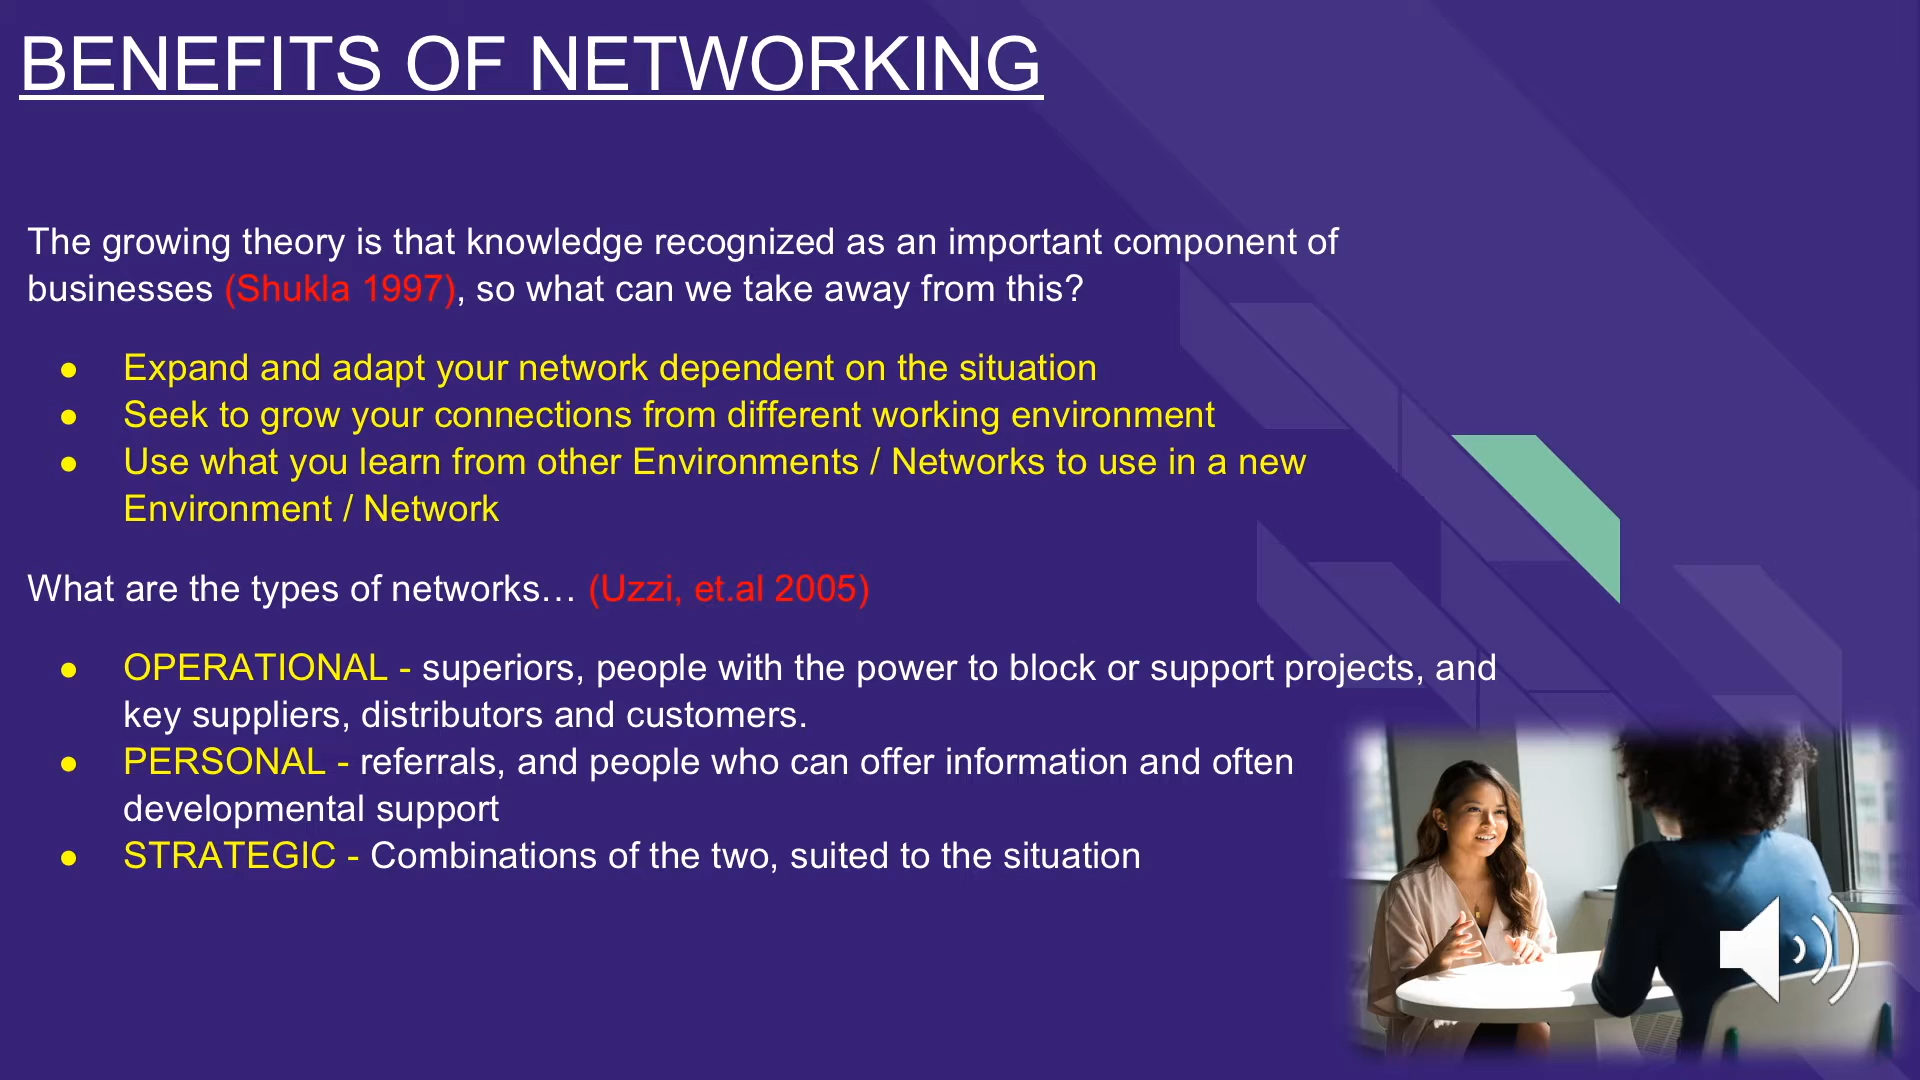 BENEFITS OF NETWORKING
The growing theory is that knowledge recognized as an important component of
businesses (Shukla 1997), so what can we take away from this?
● Expand and adapt your network dependent on the situation
● Seek to grow your connections from different working environment
● Use what you learn from other Environments / Networks to use in a new
Environment / Network
What are the types of networks… (Uzzi, et.al 2005)
● OPERATIONAL - superiors, people with the power to block or support projects, and
key suppliers, distributors and customers.
● PERSONAL - referrals, and people who can offer information and often
developmental support
● STRATEGIC - Combinations of the two, suited to the situation